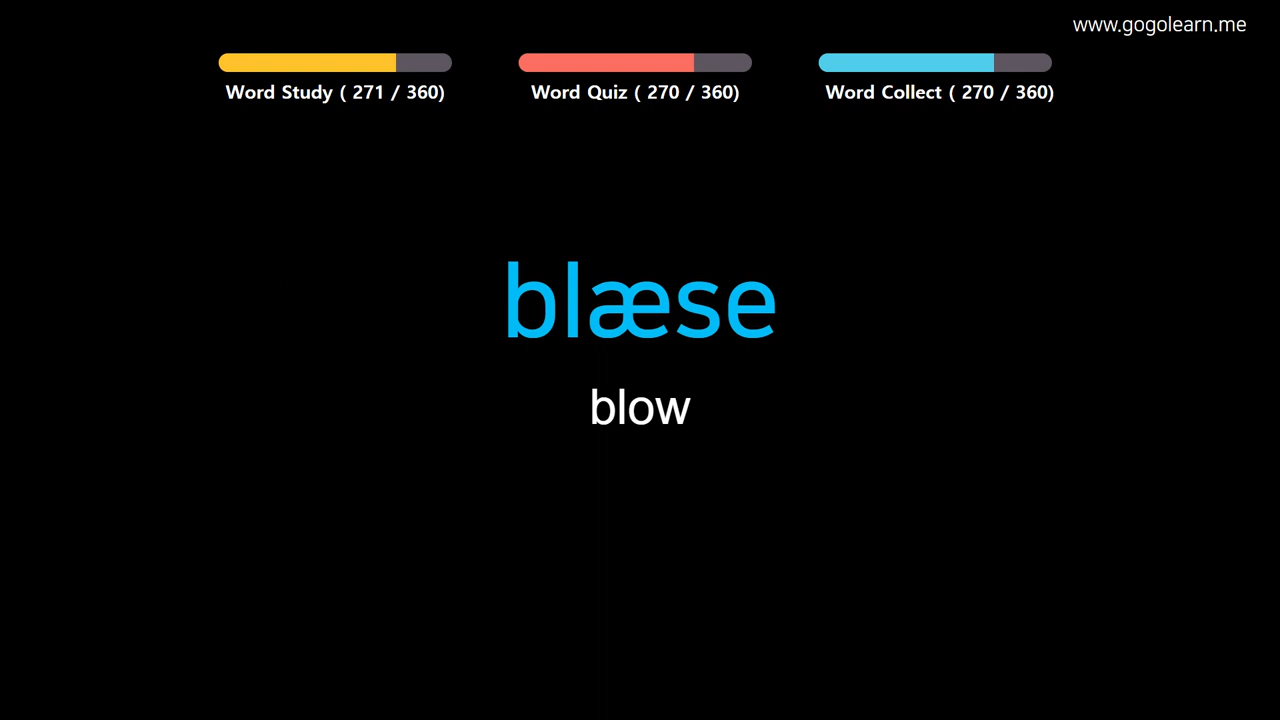 www.gogolearn.me
Word Study ( 271 / 360)
Word Quiz ( 270 / 360)
Word Collect ( 270 / 360)
blæse
blow